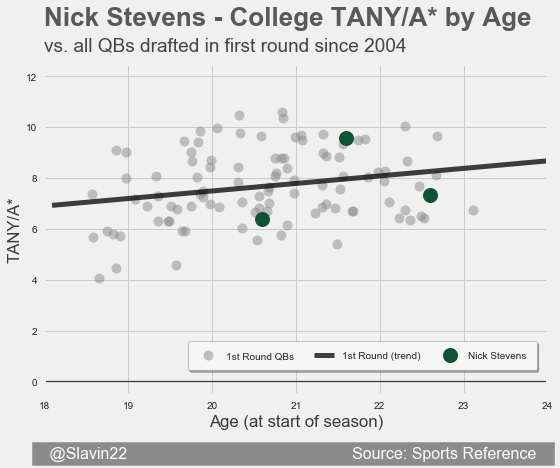 Nick Stevens - College TANY/A* by Age
vs. all QBs drafted in first round since 2004
12
10
8
6
4
2
0
TANY/A*
1st Round QBs
1st Round (trend)
Nick Stevens
18
19
20
21
22
23
24
Age (at start of season)
@Slavin22
Source: Sports Reference